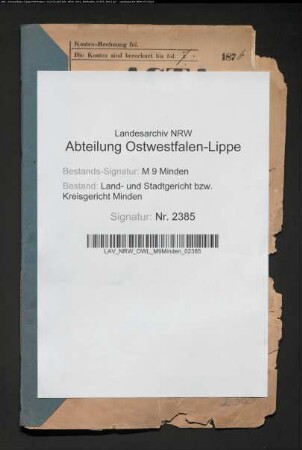 Kosten-Rechnung fol.
Die Kosten sind berechnet bis fol.
187
ACTA
Landesarchiv NRW
Abteilung Ostwestfalen-Lippe
Bestands-Signatur: M 9 Minden
Bestand: Land- und Stadtgericht bzw.
Kreisgericht Minden
Signatur: Nr. 2385
LAV_NRW_OWL_M9Minden_02385